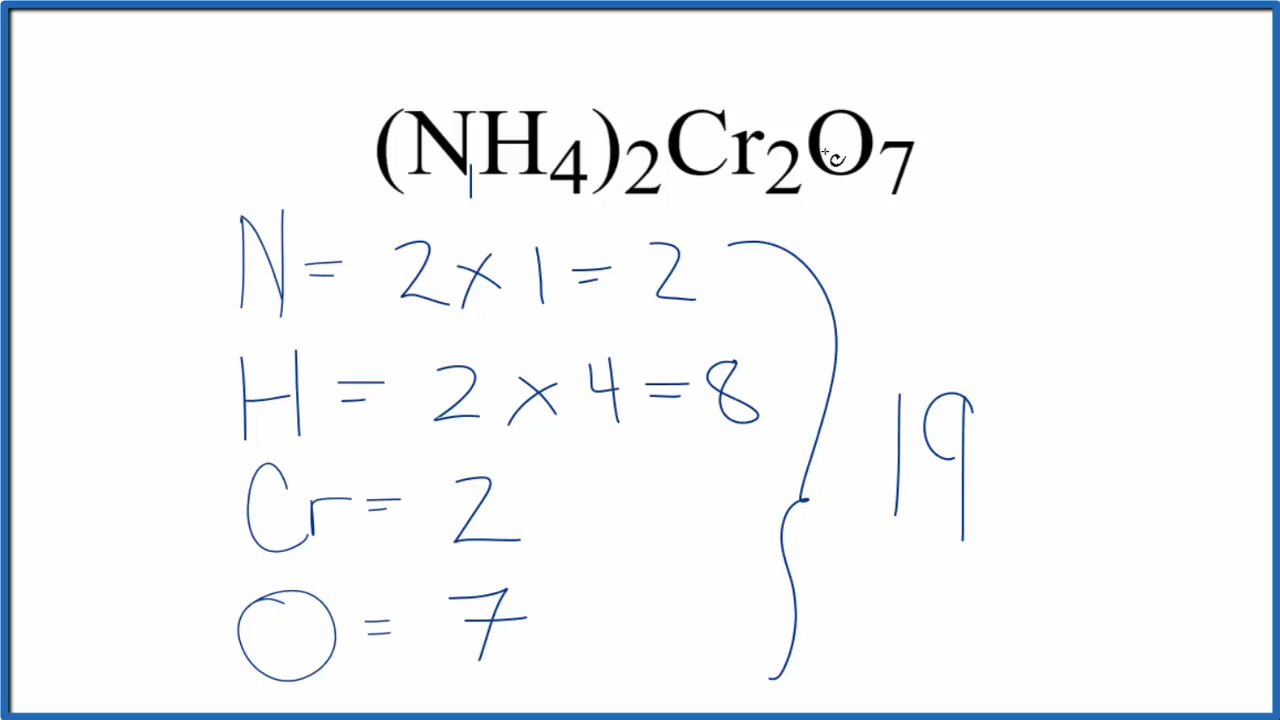 (NH4)2Cr2O7
N = 2 x 1 = 2
H = 2 x 4 = 8
19
Cr = 2
O = 7